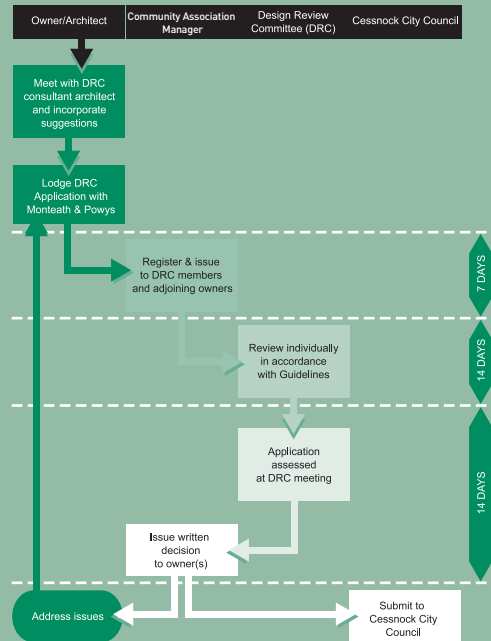 Owner/Architect
Community Association
Manager
Design Review
Committee (DRC)
Cessnock City Council
Meet with DRC
consultant architect
and incorporate
suggestions
Lodge DRC
Application with
Monteath & Powys
Register & issue
to DRC members
and adjoining owners
7 DAYS
Review individually
in accordance
with Guidelines
14 DAYS
Application
assessed
at DRC meeting
14 DAYS
Issue written
decision
to owner(s)
Address issues
Submit to
Cessnock City
Council